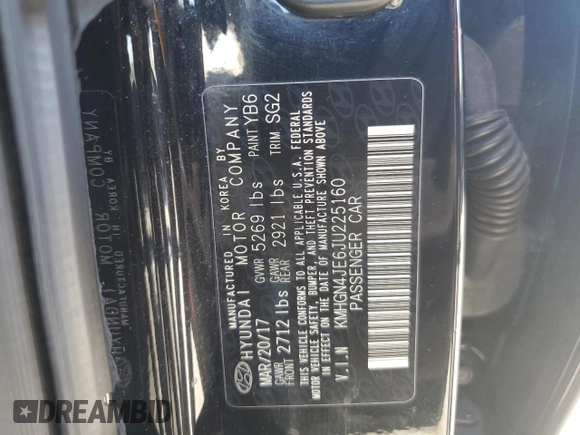 MANUFACTURED IN KOREA BY
HYUNDAI MOTOR COMPANY
MAR/20/17 GVWR 5269 lbs PAINT YB6
GAWR FRONT 2712 lbs GAWR REAR 2921 lbs TRIM SG2
THIS VEHICLE CONFORMS TO ALL APPLICABLE U.S.A. FEDERAL
MOTOR VEHICLE SAFETY, BUMPER, AND THEFT PREVENTION STANDARDS
IN EFFECT ON THE DATE OF MANUFACTURE SHOWN ABOVE
V.I.N KMHGN4JE6JU225160
PASSENGER CAR
DREAMBID